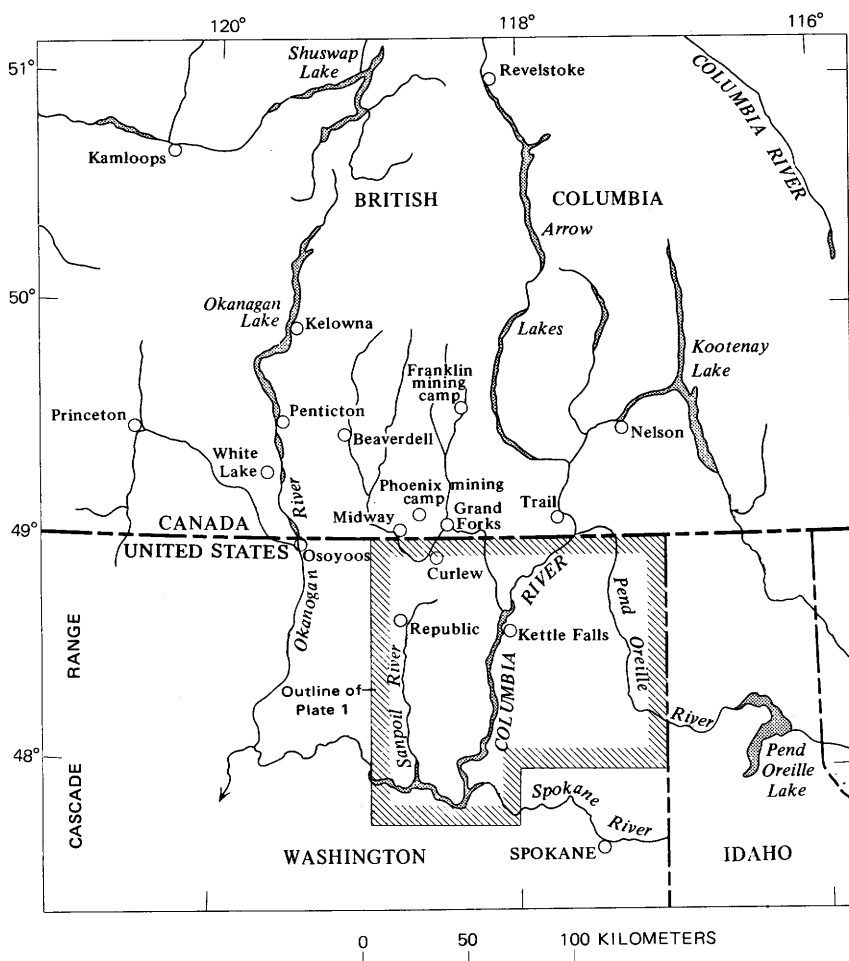 120°
118°
116°
51°
Shuswap
Lake
Revelstoke
COLUMBIA RIVER
Kamloops
BRITISH
COLUMBIA
Arrow
50°
Okanagan
Lake
Kelowna
Lakes
Kootenay
Lake
Franklin
mining
camp
Princeton
Penticton
Beaverdell
Nelson
White
Lake
River
Phoenix mining
camp
Trail
Midway
Grand
Forks
49°
CANADA
UNITED STATES
Osoyoos
Curlew
RIVER
Okanogan
Pend
Oreille
River
Republic
Kettle Falls
RANGE
Sanpoil
River
COLUMBIA
Outline of
Plate 1
48°
Pend
Oreille
Lake
CASCADE
Spokane
River
WASHINGTON
SPOKANE
IDAHO
0 50 100 KILOMETERS